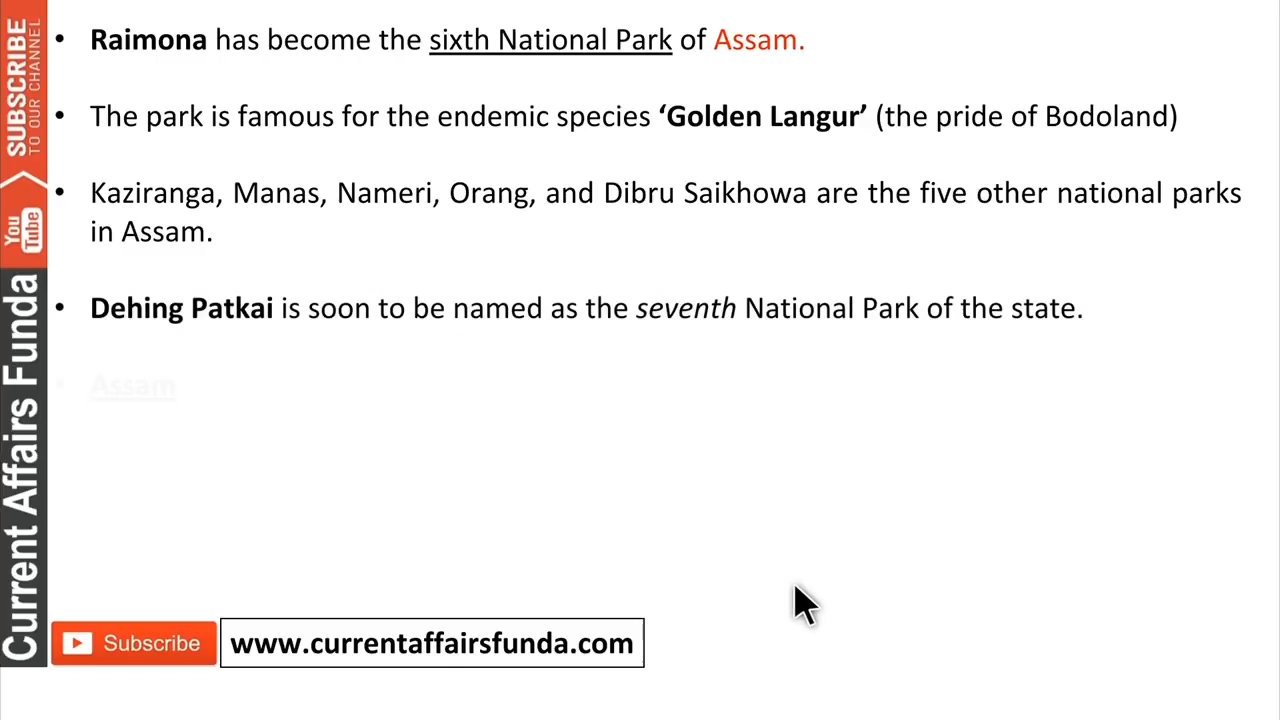 SUBSCRIBE
TO OUR CHANNEL
You
Tube
Current Affairs Funda
• Raimona has become the sixth National Park of Assam.
• The park is famous for the endemic species ‘Golden Langur’ (the pride of Bodoland)
• Kaziranga, Manas, Nameri, Orang, and Dibru Saikhowa are the five other national parks
in Assam.
• Dehing Patkai is soon to be named as the seventh National Park of the state.
• Assam
Subscribe
www.currentaffairsfunda.com